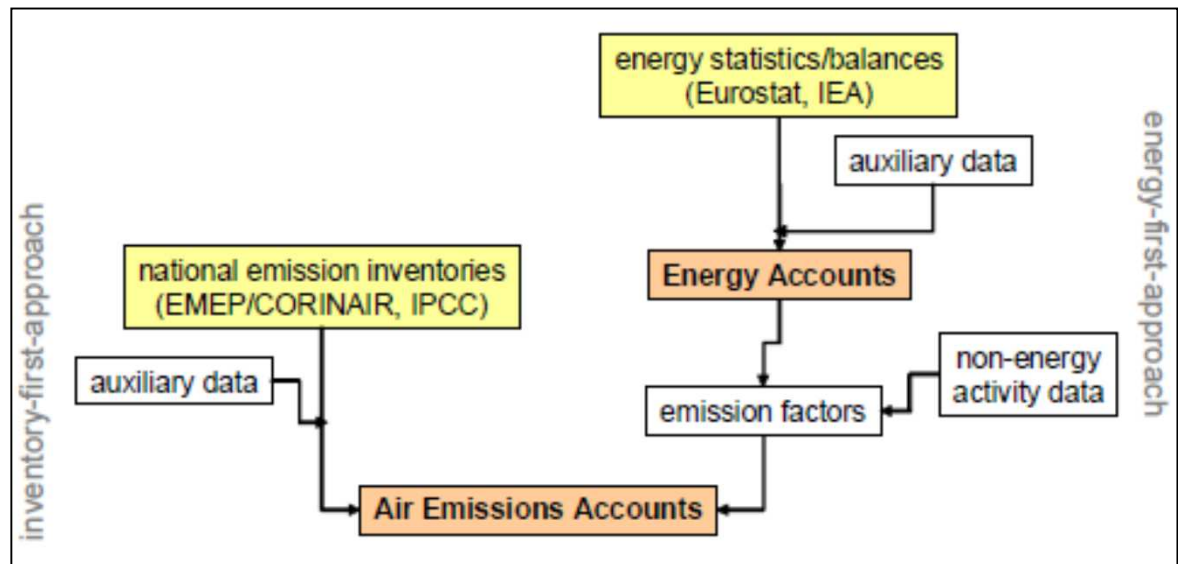 energy statistics/balances
(Eurostat, IEA)
auxiliary data
energy-first-approach
inventory-first-approach
national emission inventories
(EMEP/CORINAIR, IPCC)
Energy Accounts
auxiliary data
non-energy
activity data
emission factors
Air Emissions Accounts